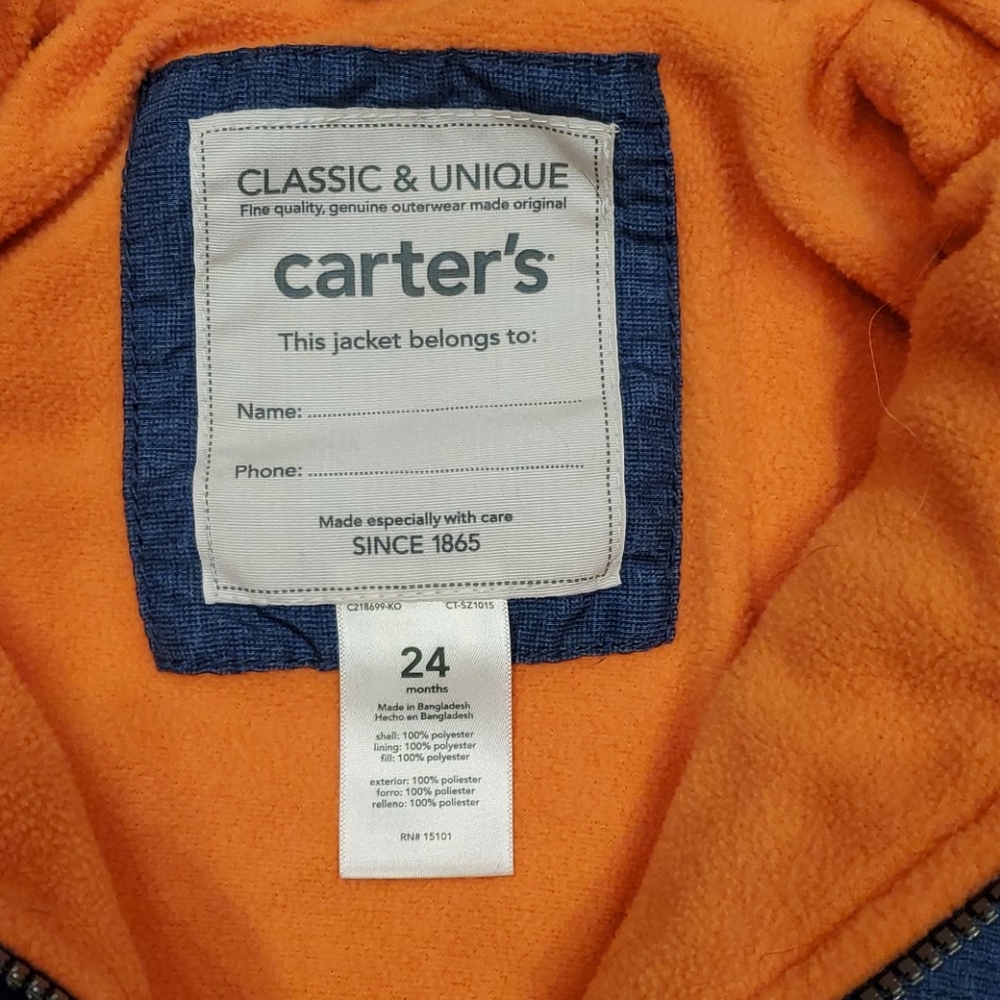 CLASSIC & UNIQUE
Fine quality, genuine outerwear made original
carter's
This jacket belongs to:
Name:
Phone:
Made especially with care
SINCE 1865
C218699-KO CT-SZ1015
24
months
Made in Bangladesh
Hecho en Bangladesh
shell: 100% polyester
lining: 100% polyester
fill: 100% polyester
exterior: 100% poliester
forro: 100% poliester
relleno: 100% poliester
RN# 15101